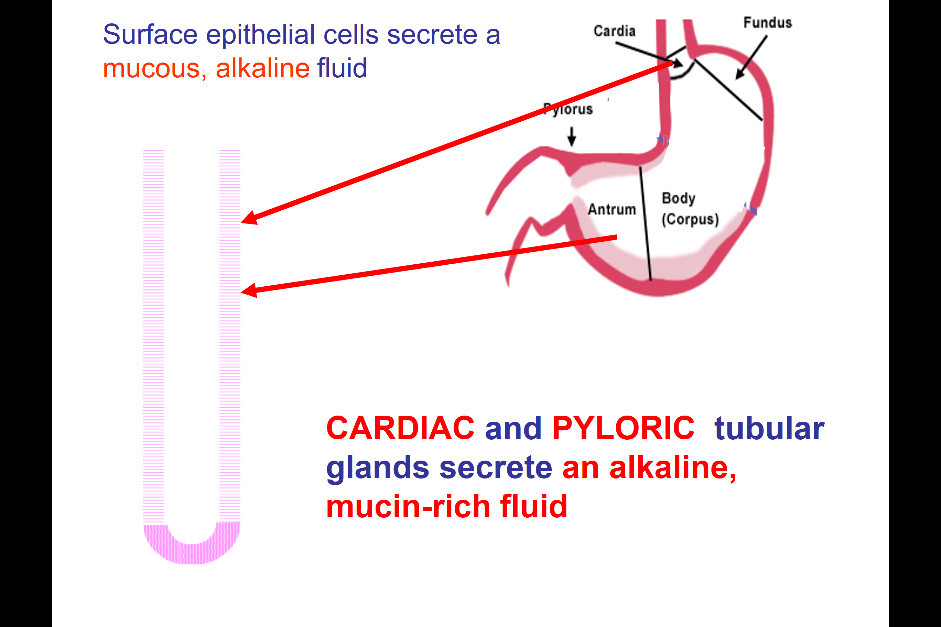 Surface epithelial cells secrete a
mucous, alkaline fluid
Cardia
Fundus
Pylorus
Antrum
Body
(Corpus)
CARDIAC and PYLORIC tubular
glands secrete an alkaline,
mucin-rich fluid